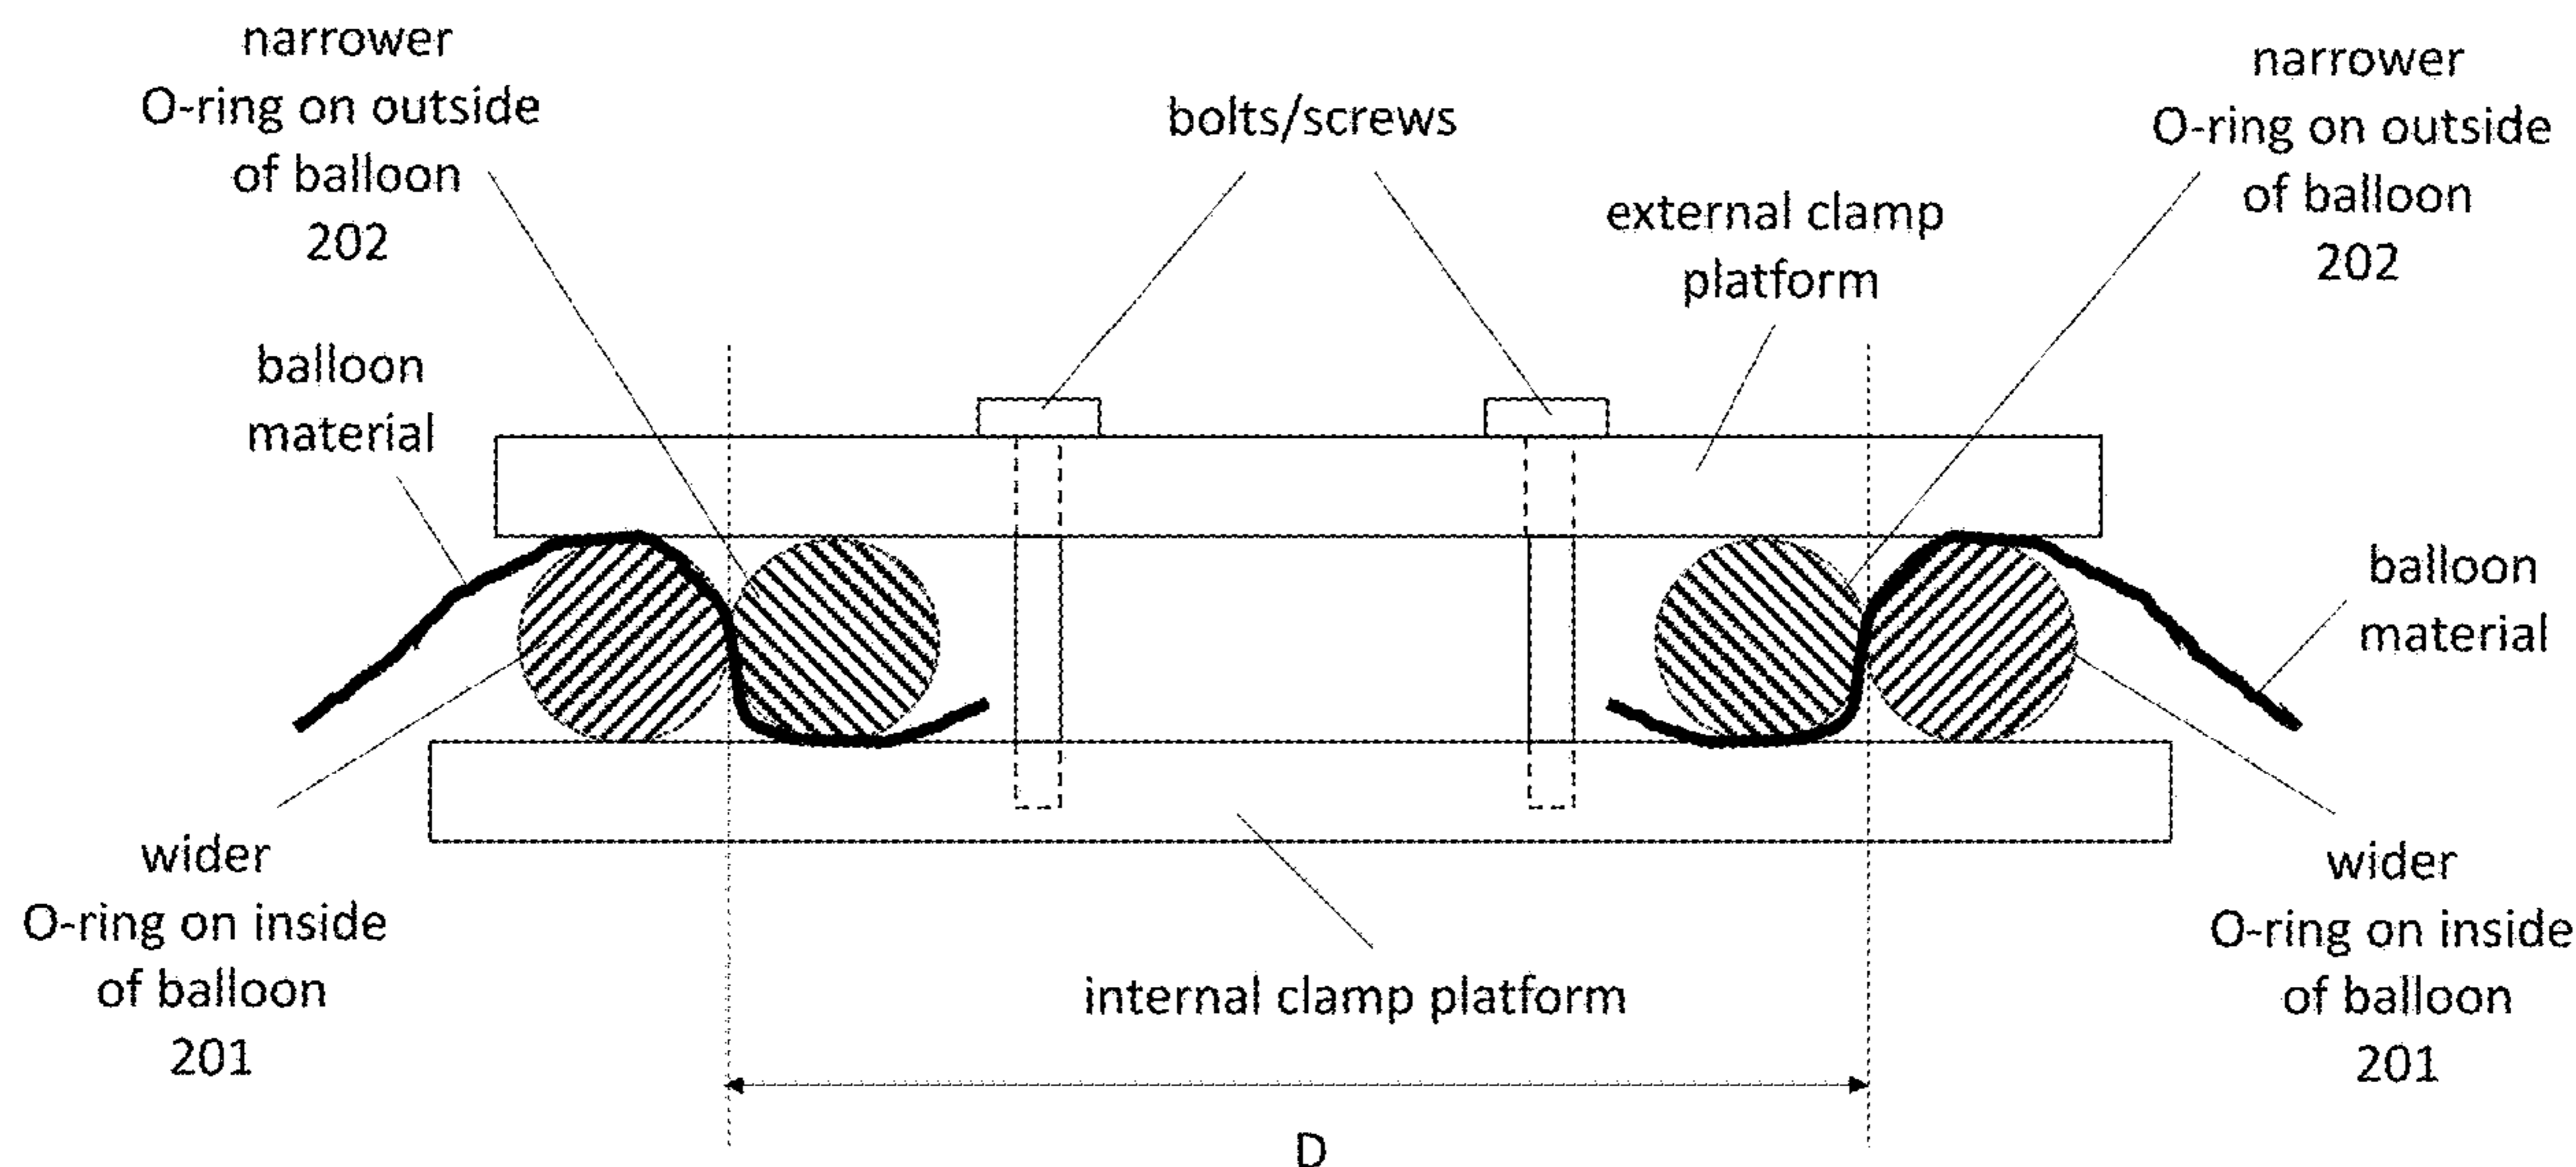 narrower
O-ring on outside
of balloon
202
bolts/screws
narrower
O-ring on outside
of balloon
202
external clamp
platform
balloon
material
balloon
material
wider
O-ring on inside
of balloon
201
internal clamp platform
wider
O-ring on inside
of balloon
201
D